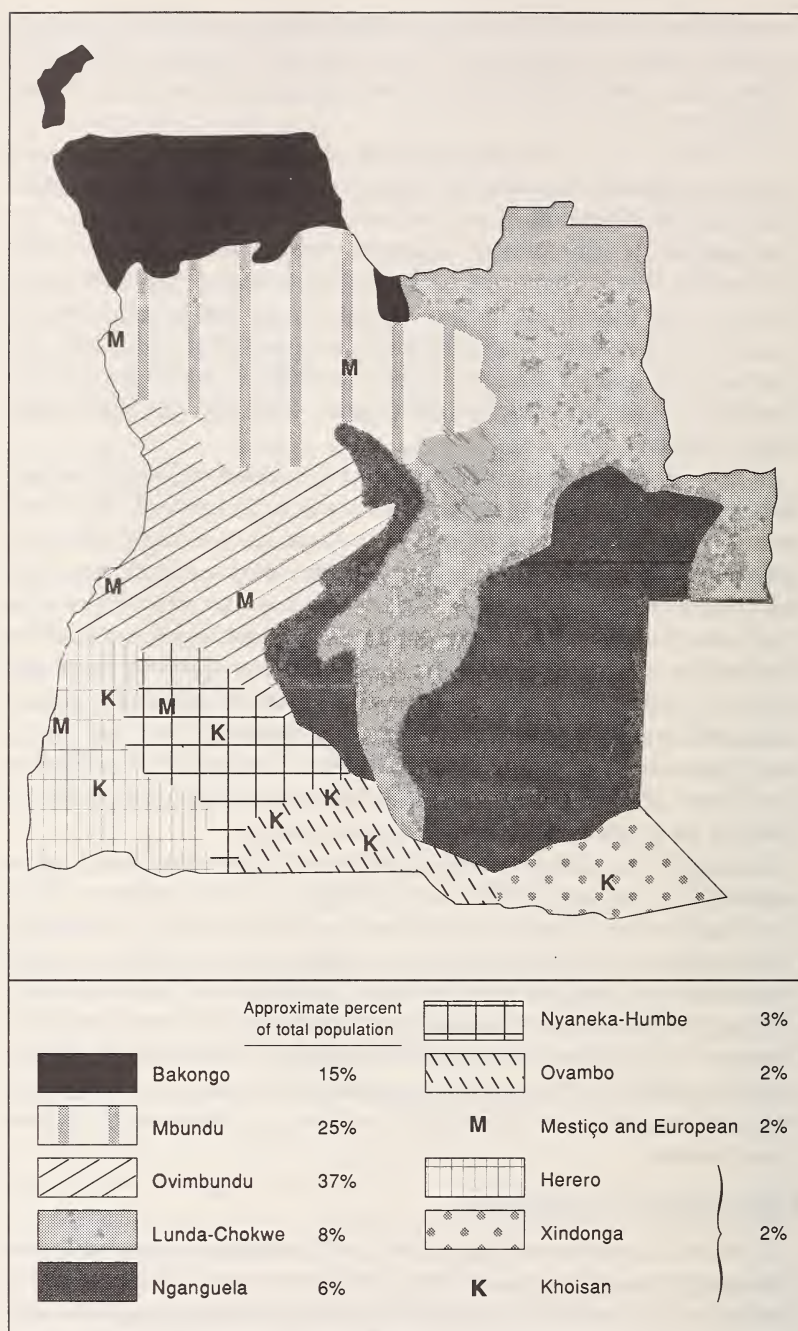 M
M
M
M
K
M
K
M
K
K
K
K
K
Approximate percent
of total population
Bakongo 15%
Mbundu 25%
Ovimbundu 37%
Lunda-Chokwe 8%
Nganguela 6%
Nyaneka-Humbe 3%
Ovambo 2%
M Mestiço and European 2%
Herero
Xindonga 2%
K Khoisan